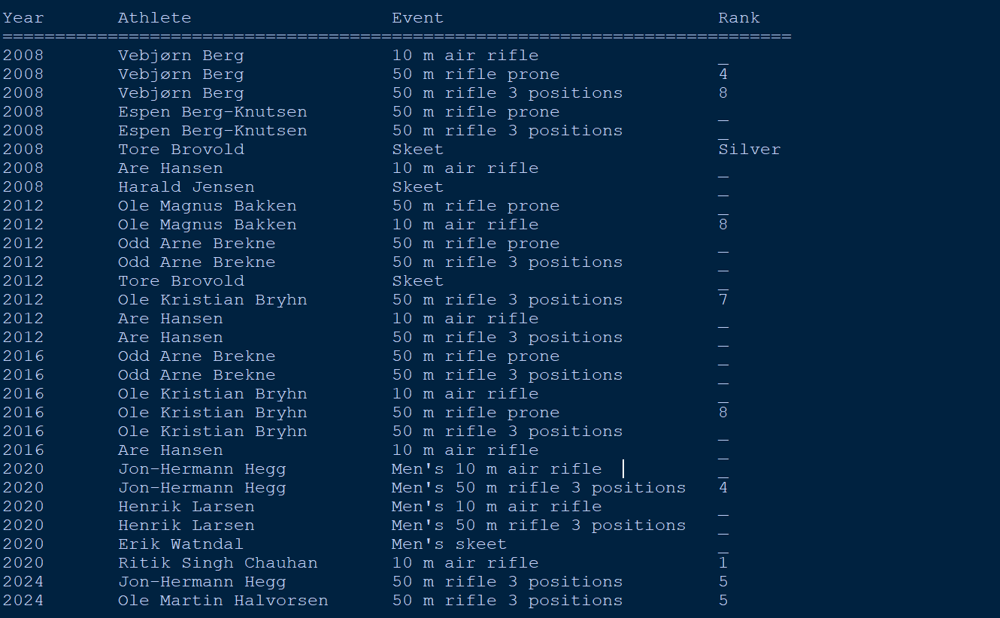 Year Athlete Event Rank
===========================================================================
2008 Vebjørn Berg 10 m air rifle _
2008 Vebjørn Berg 50 m rifle prone 4
2008 Vebjørn Berg 50 m rifle 3 positions 8
2008 Espen Berg-Knutsen 50 m rifle prone _
2008 Espen Berg-Knutsen 50 m rifle 3 positions _
2008 Tore Brovold Skeet Silver
2008 Are Hansen 10 m air rifle _
2008 Harald Jensen Skeet _
2012 Ole Magnus Bakken 50 m rifle prone _
2012 Ole Magnus Bakken 10 m air rifle 8
2012 Odd Arne Brekne 50 m rifle prone _
2012 Odd Arne Brekne 50 m rifle 3 positions _
2012 Tore Brovold Skeet _
2012 Ole Kristian Bryhn 50 m rifle 3 positions 7
2012 Are Hansen 10 m air rifle _
2012 Are Hansen 50 m rifle 3 positions _
2016 Odd Arne Brekne 50 m rifle prone _
2016 Odd Arne Brekne 50 m rifle 3 positions _
2016 Ole Kristian Bryhn 10 m air rifle _
2016 Ole Kristian Bryhn 50 m rifle prone 8
2016 Ole Kristian Bryhn 50 m rifle 3 positions _
2016 Are Hansen 10 m air rifle _
2020 Jon-Hermann Hegg Men's 10 m air rifle _
2020 Jon-Hermann Hegg Men's 50 m rifle 3 positions 4
2020 Henrik Larsen Men's 10 m air rifle _
2020 Henrik Larsen Men's 50 m rifle 3 positions _
2020 Erik Watndal Men's skeet _
2020 Ritik Singh Chauhan 10 m air rifle 1
2024 Jon-Hermann Hegg 50 m rifle 3 positions 5
2024 Ole Martin Halvorsen 50 m rifle 3 positions 5